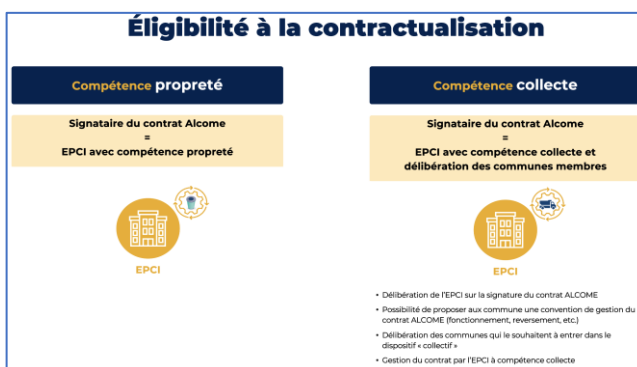 Éligibilité à la contractualisation
Compétence propreté
Signataire du contrat Alcome
=
EPCI avec compétence propreté
EPCI
Compétence collecte
Signataire du contrat Alcome
=
EPCI avec compétence collecte et
délibération des communes membres
EPCI
• Délibération de l'EPCI sur la signature du contrat ALCOME
• Possibilité de proposer aux commune une convention de gestion du
contrat ALCOME (fonctionnement, reversement, etc.)
• Délibération des communes qui le souhaitent à entrer dans le
dispositif « collectif »
• Gestion du contrat par l'EPCI à compétence collecte